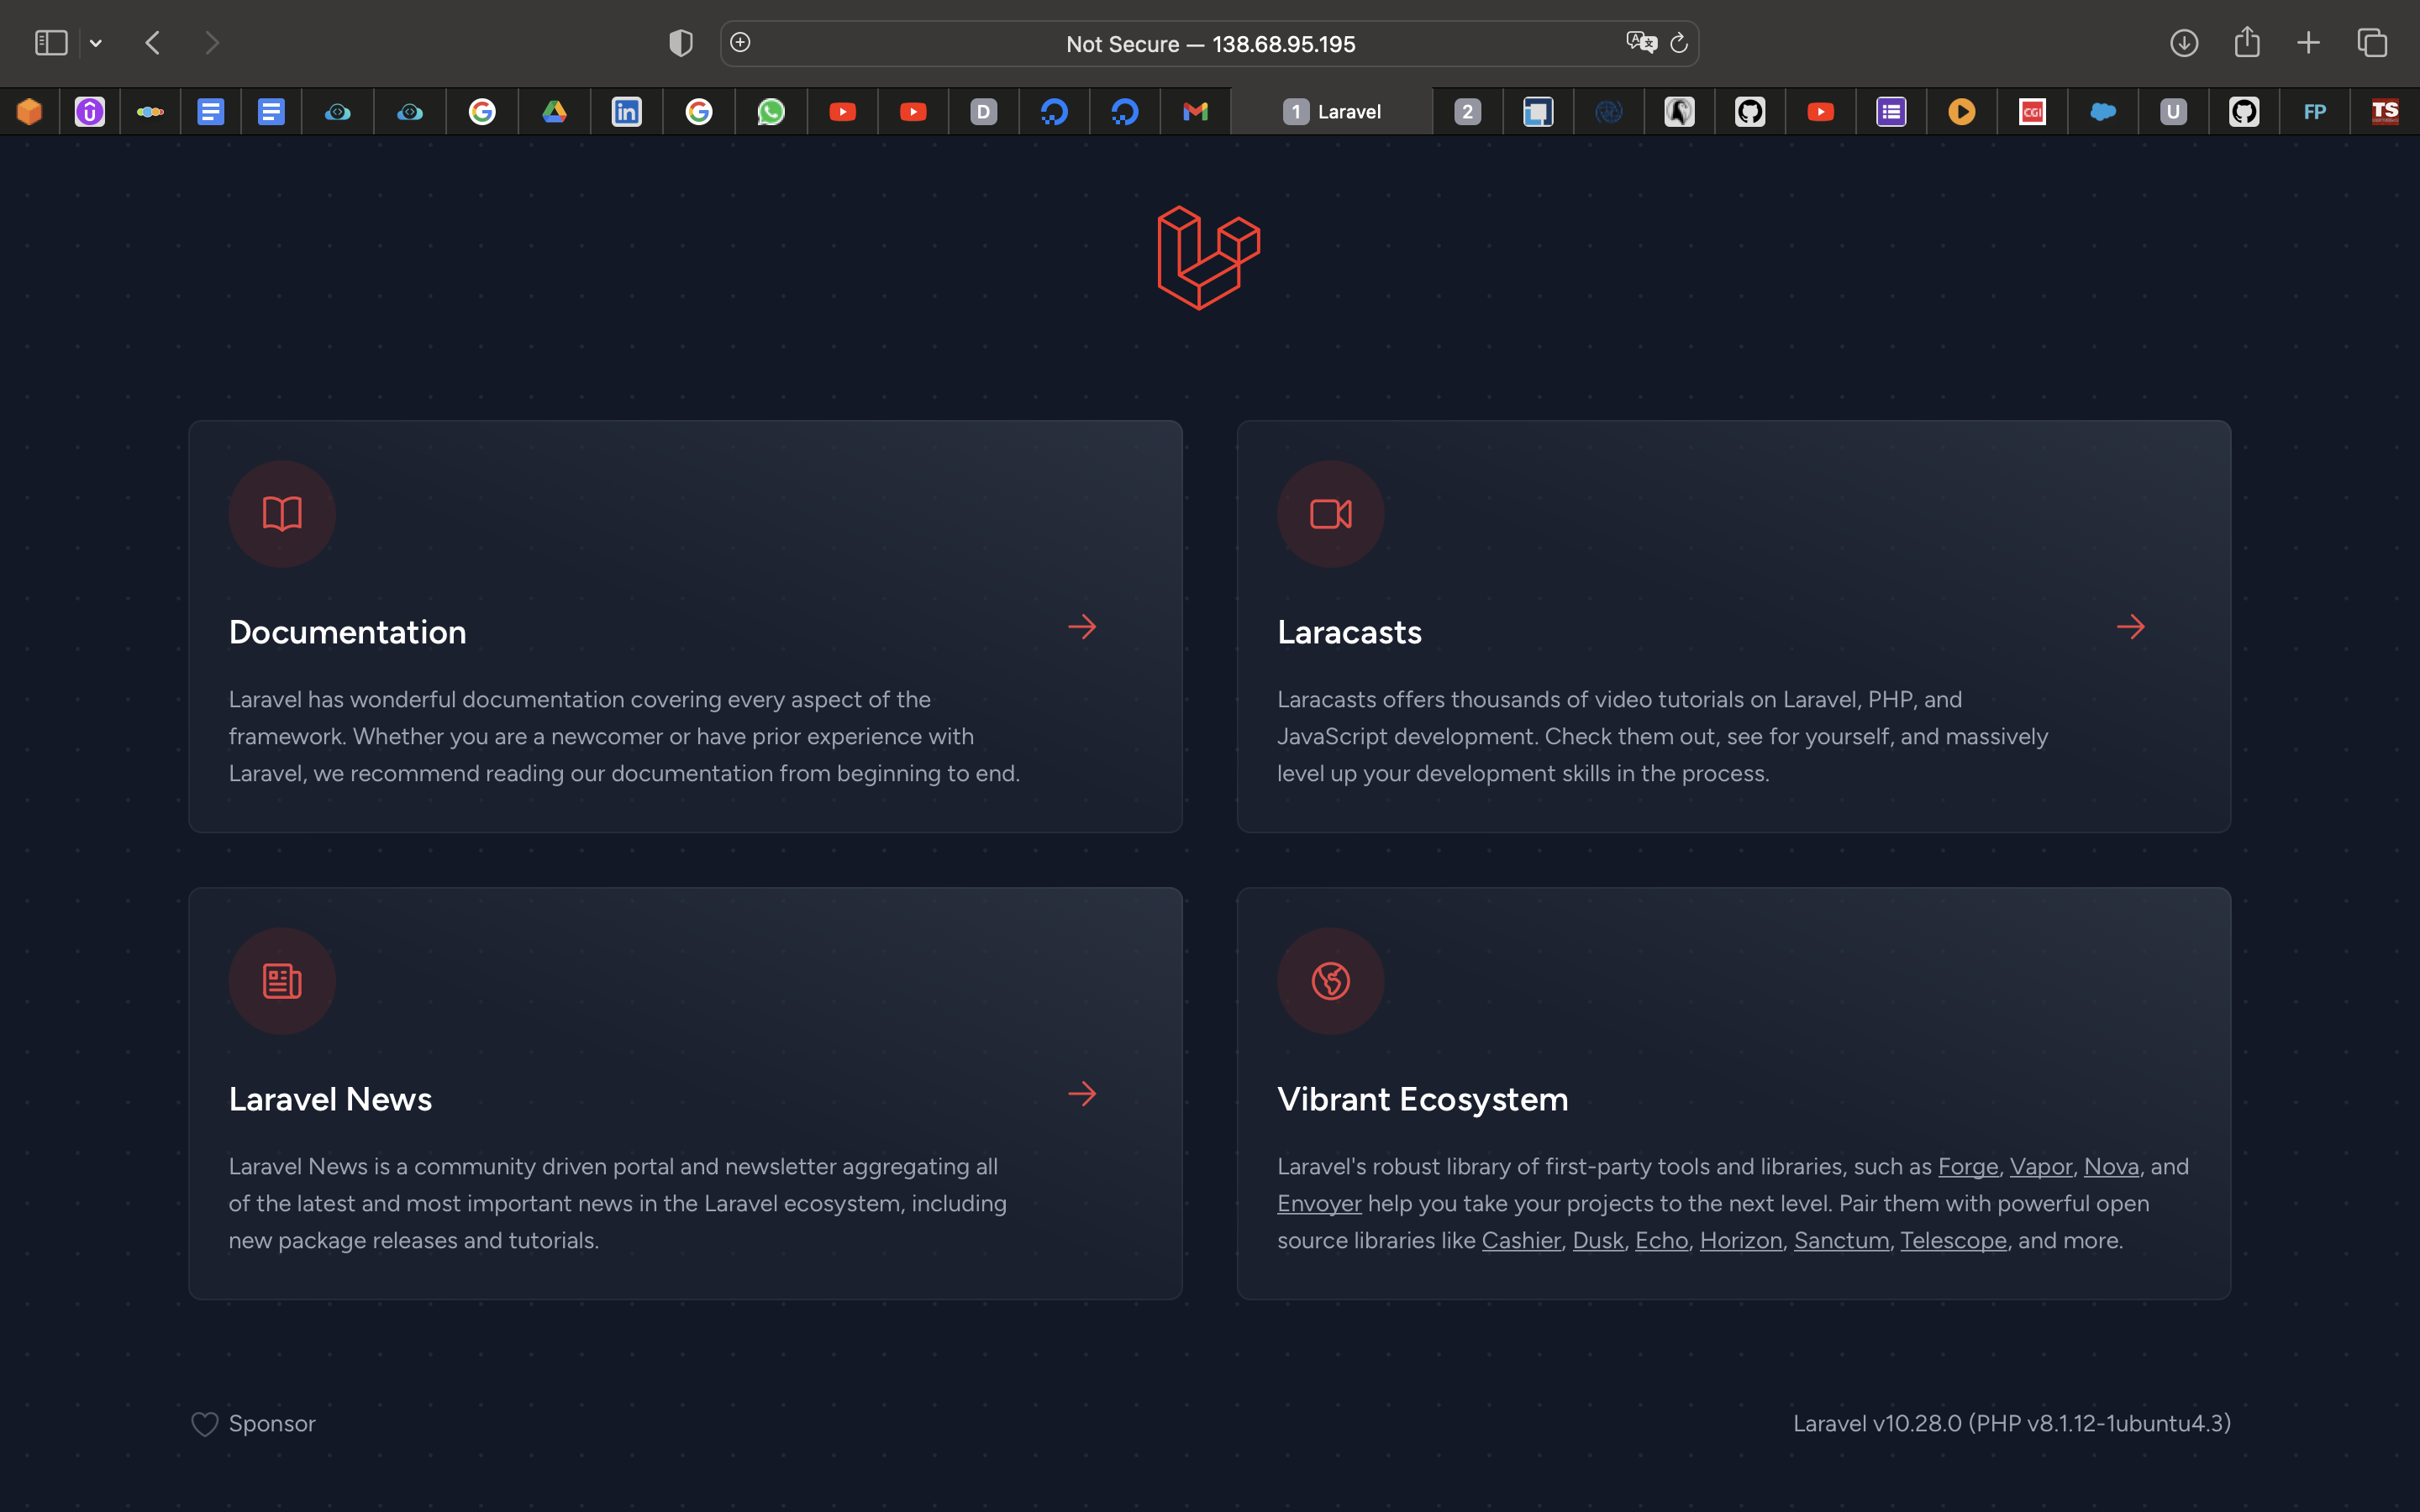 Not Secure — 138.68.95.195
D
1 Laravel
2
CGI
U
FP
TS
Documentation
Laravel has wonderful documentation covering every aspect of the
framework. Whether you are a newcomer or have prior experience with
Laravel, we recommend reading our documentation from beginning to end.
Laracasts
Laracasts offers thousands of video tutorials on Laravel, PHP, and
JavaScript development. Check them out, see for yourself, and massively
level up your development skills in the process.
Laravel News
Laravel News is a community driven portal and newsletter aggregating all
of the latest and most important news in the Laravel ecosystem, including
new package releases and tutorials.
Vibrant Ecosystem
Laravel's robust library of first-party tools and libraries, such as Forge, Vapor, Nova, and
Envoyer help you take your projects to the next level. Pair them with powerful open
source libraries like Cashier, Dusk, Echo, Horizon, Sanctum, Telescope, and more.
Sponsor
Laravel v10.28.0 (PHP v8.1.12-1ubuntu4.3)